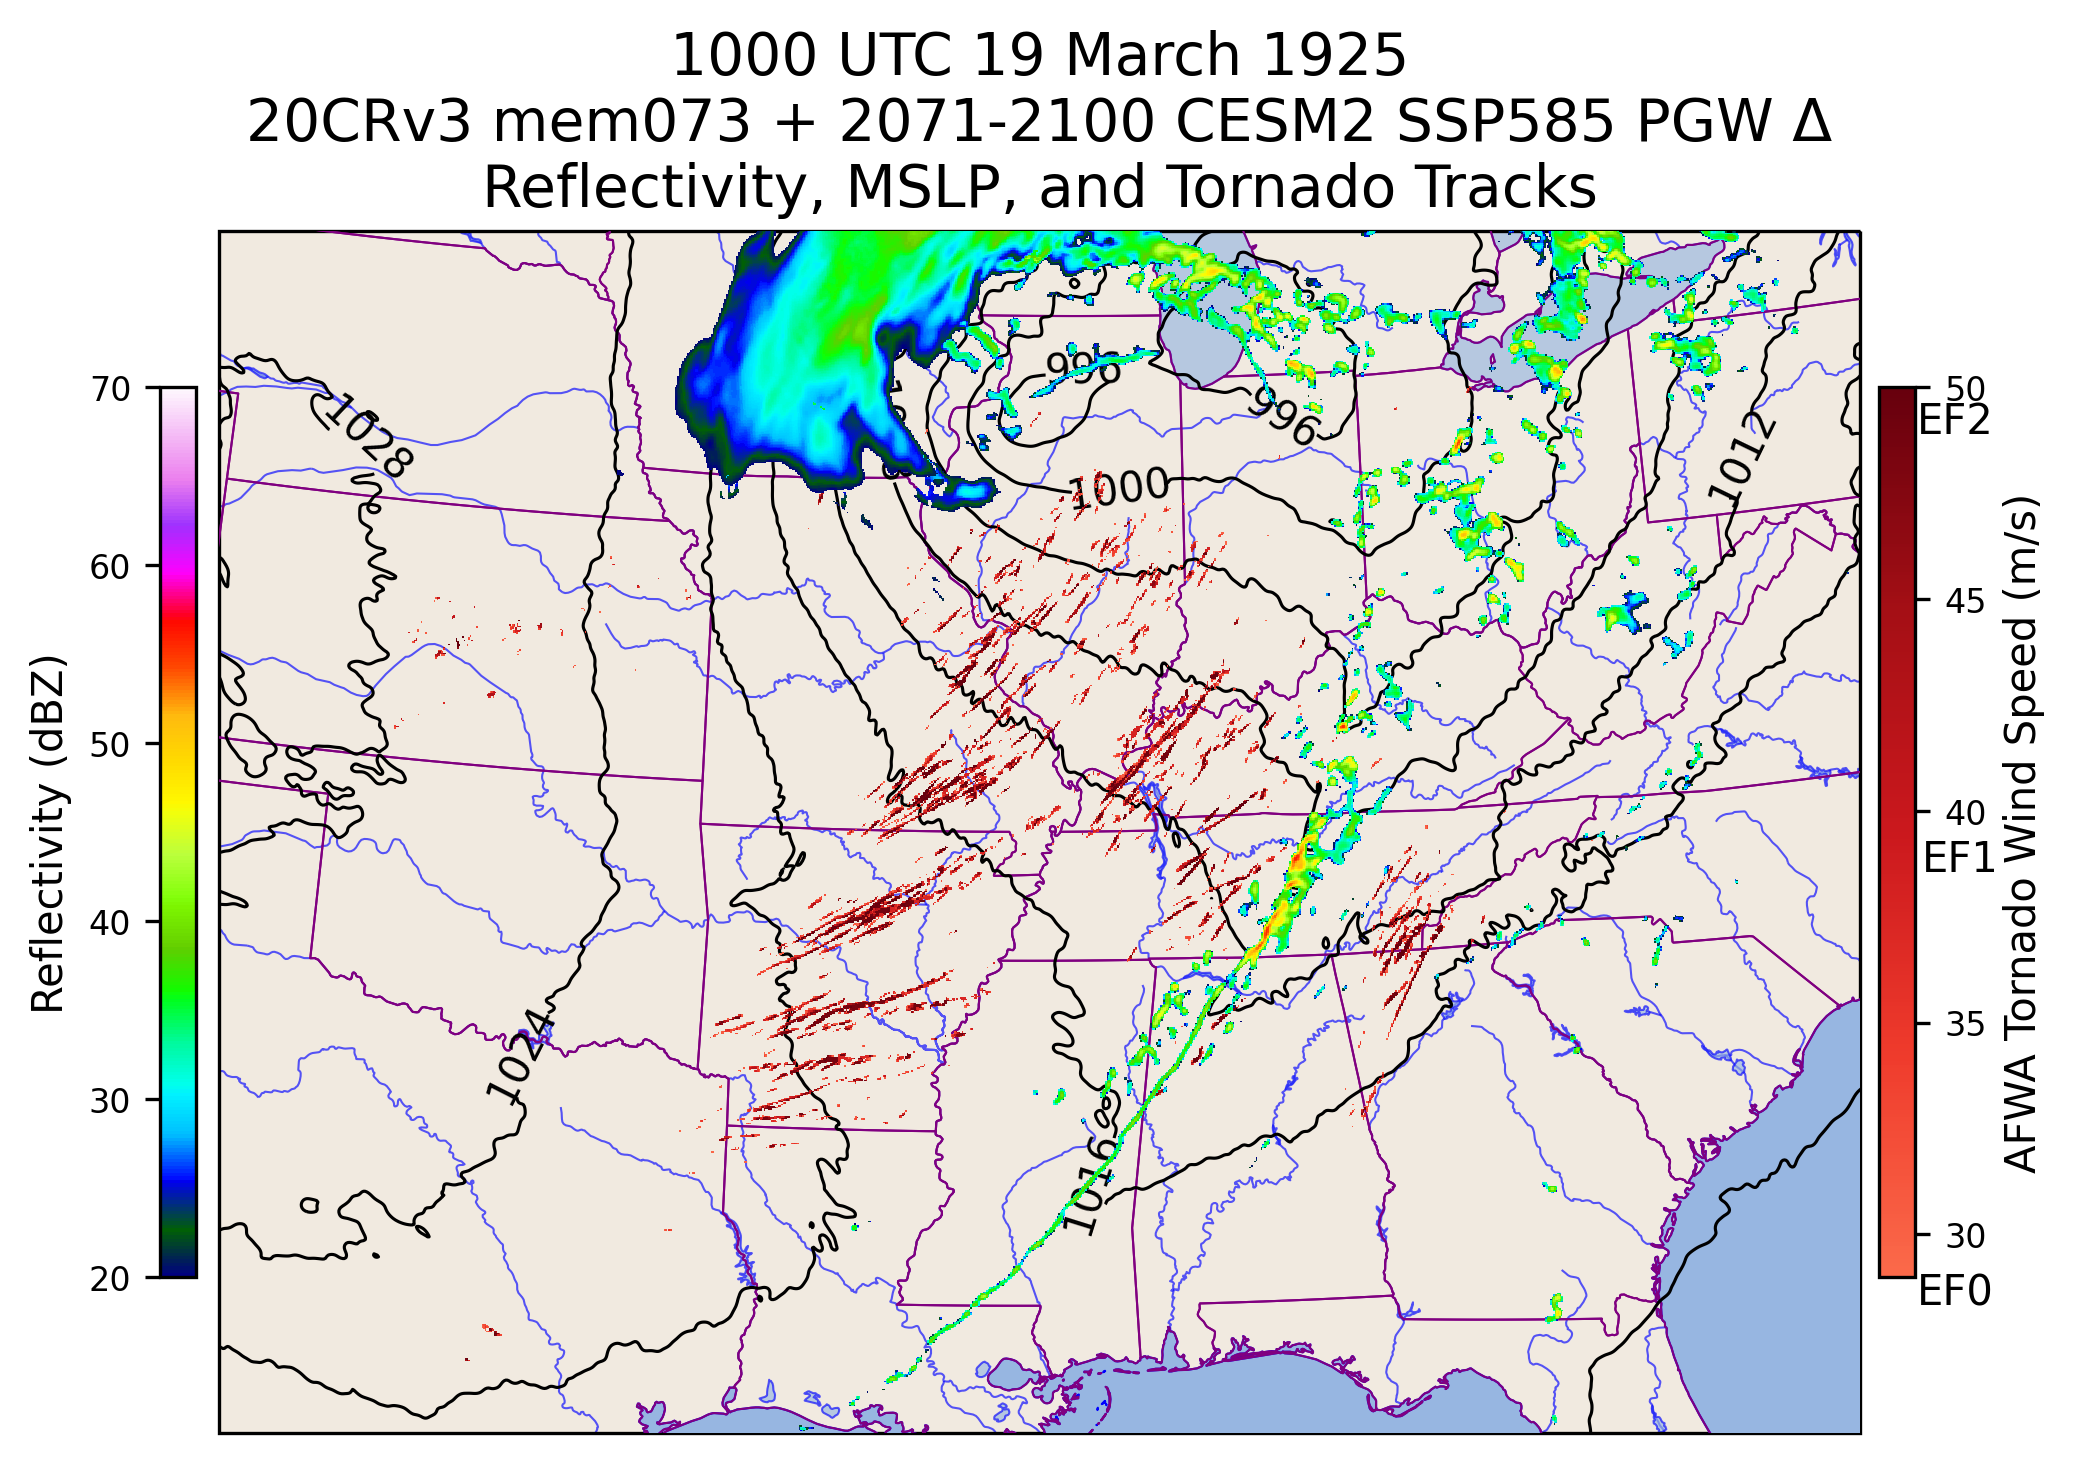 1000 UTC 19 March 1925
20CRv3 mem073 + 2071-2100 CESM2 SSP585 PGW Δ
Reflectivity, MSLP, and Tornado Tracks
Reflectivity (dBZ)
70
60
50
40
30
20
1028
996
996
1000
1012
1024
1016
50
EF2
45
40
EF1
35
30
EF0
AFWA Tornado Wind Speed (m/s)